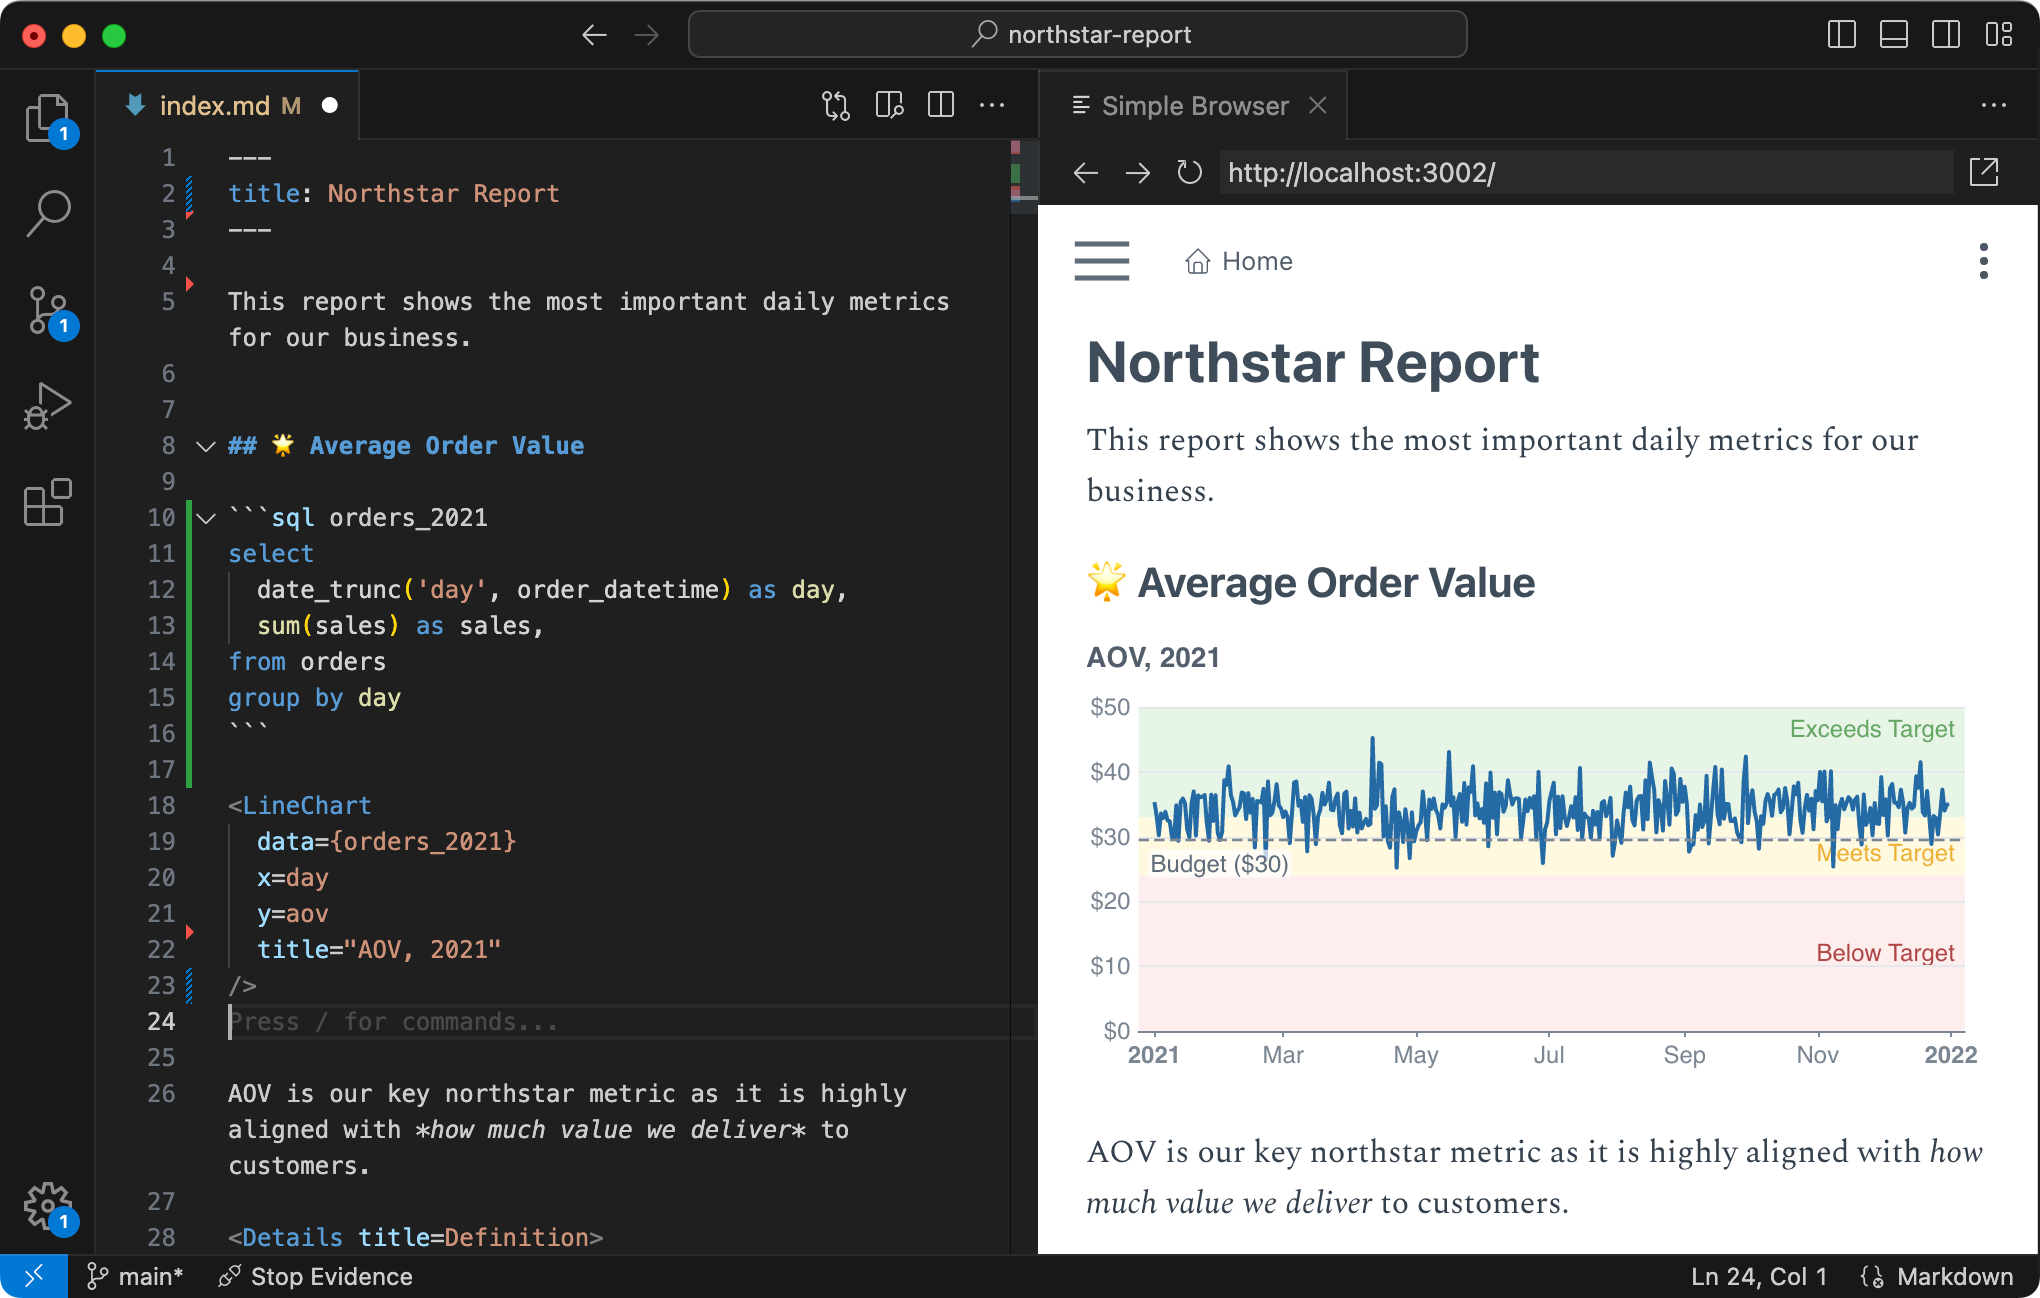 northstar-report
index.md M
Simple Browser
http://localhost:3002/
1
1
1
1 ---
2 title: Northstar Report
3 ---
4
5 This report shows the most important daily metrics
for our business.
6
7
8 ## 🌟 Average Order Value
9
10 ```sql orders_2021
11 select
12 date_trunc('day', order_datetime) as day,
13 sum(sales) as sales,
14 from orders
15 group by day
16 ```
17
18 <LineChart
19 data={orders_2021}
20 x=day
21 y=aov
22 title="AOV, 2021"
23 />
24 Press / for commands...
25
26 AOV is our key northstar metric as it is highly
aligned with *how much value we deliver* to
customers.
27
28 <Details title=Definition>
Home
Northstar Report
This report shows the most important daily metrics for our
business.
🌟 Average Order Value
AOV, 2021
$50
Exceeds Target
$40
$30
Meets Target
Budget ($30)
$20
Below Target
$10
$0
2021 Mar May Jul Sep Nov 2022
AOV is our key northstar metric as it is highly aligned with how
much value we deliver to customers.
main* Stop Evidence
Ln 24, Col 1 Markdown